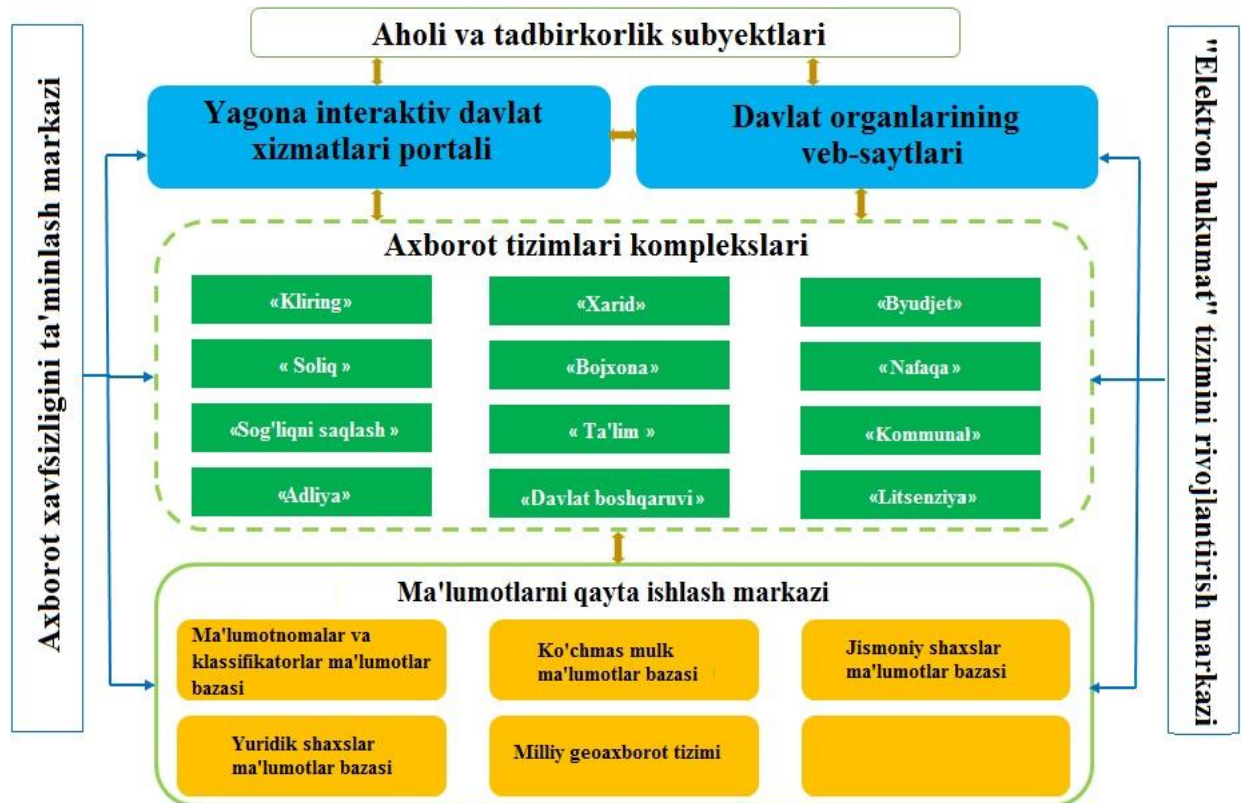 Aholi va tadbirkorlik subyektlari
Axborot xavfsizligini ta'minlash markazi
"Elektron hukumat" tizimini rivojlantirish markazi
Yagona interaktiv davlat
xizmatlari portali
Davlat organlarining
veb-saytlari
Axborot tizimlari komplekslari
«Kliring»
«Xarid»
«Byudjet»
« Soliq »
«Bojxona»
«Nafaqa »
«Sog'liqni saqlash »
« Ta'lim »
«Kommunal»
«Adliya»
«Davlat boshqaruvi»
«Litsenziya»
Ma'lumotlarni qayta ishlash markazi
Ma'lumotnomalar va
klassifikatorlar ma'lumotlar
bazasi
Ko'chmas mulk
ma'lumotlar bazasi
Jismoniy shaxslar
ma'lumotlar bazasi
Yuridik shaxslar
ma'lumotlar bazasi
Milliy geoaxborot tizimi